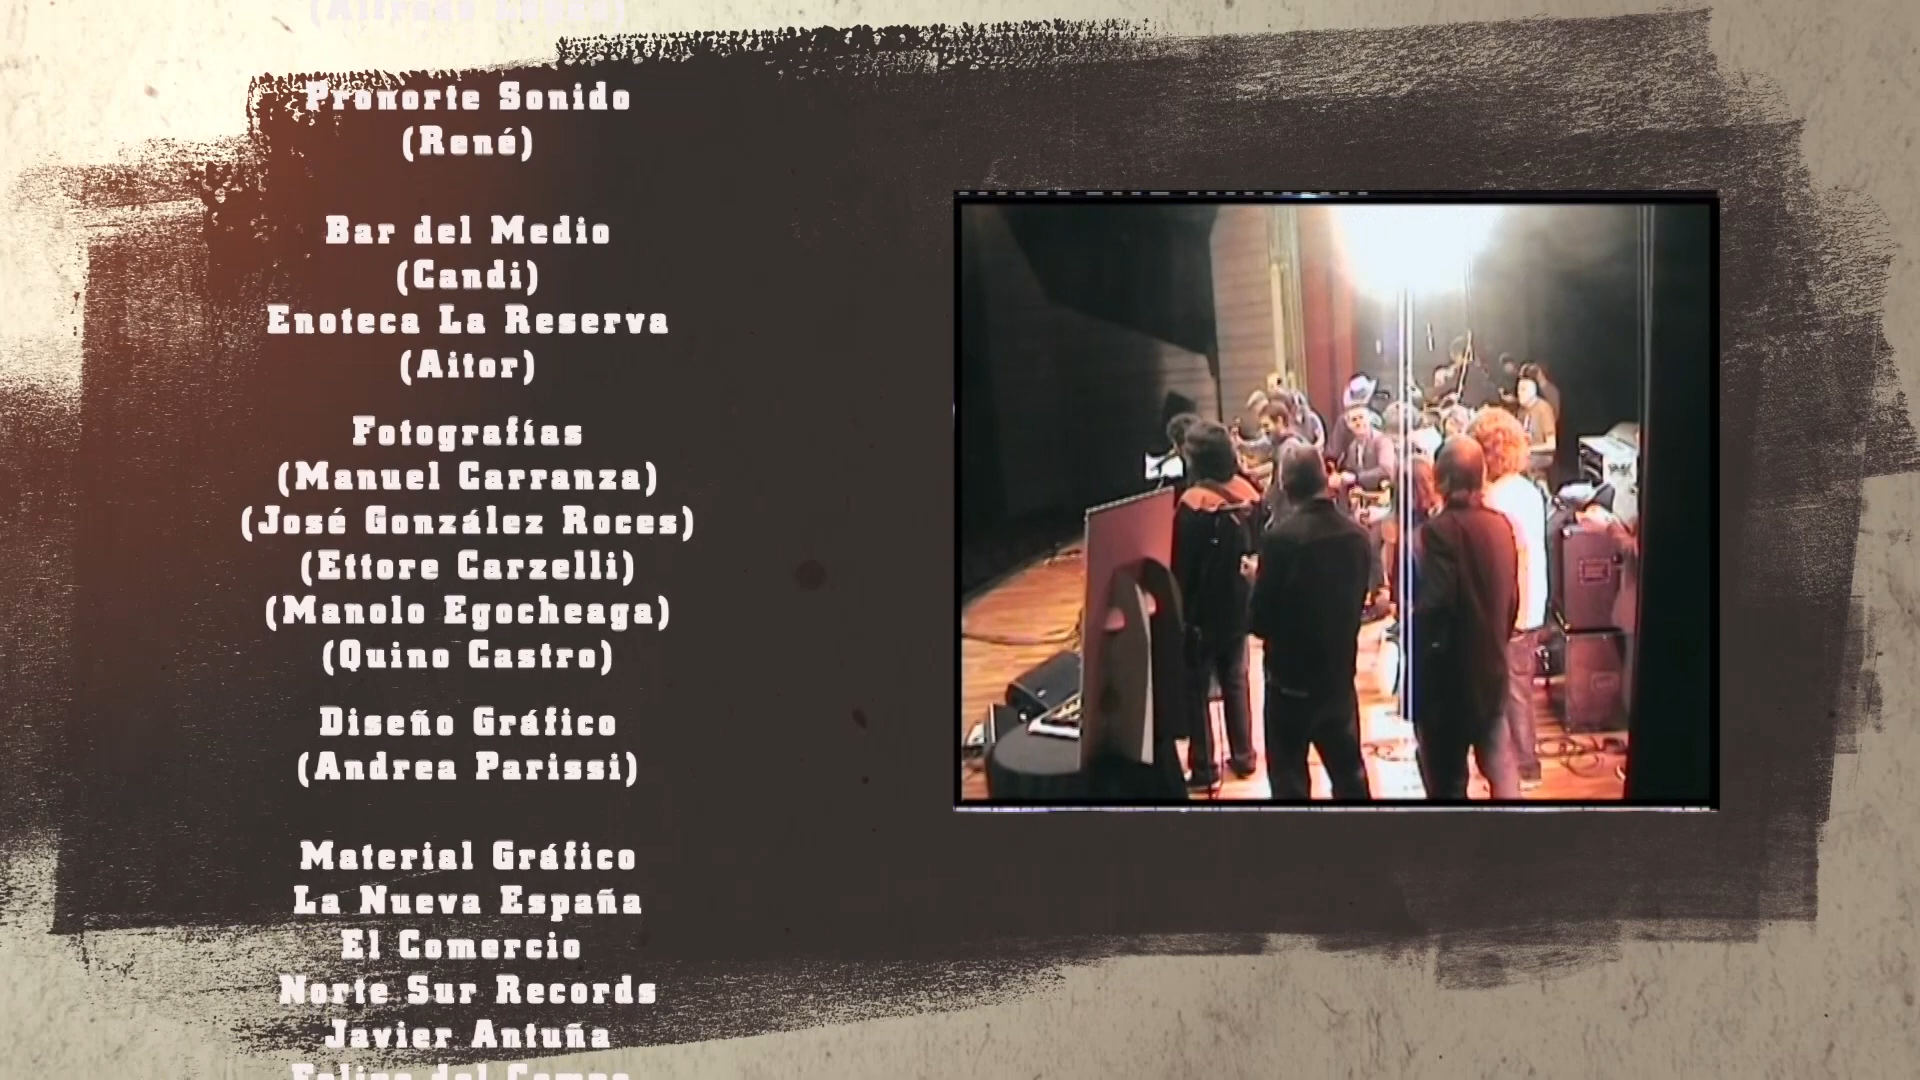 Pronorte Sonido
(René)
Bar del Medio
(Candi)
Enoteca La Reserva
(Aitor)
Fotografías
(Manuel Carranza)
(José González Roces)
(Ettore Carzelli)
(Manolo Egocheaga)
(Quino Castro)
Diseño Gráfico
(Andrea Parissi)
Material Gráfico
La Nueva España
El Comercio
Norte Sur Records
Javier Antuña